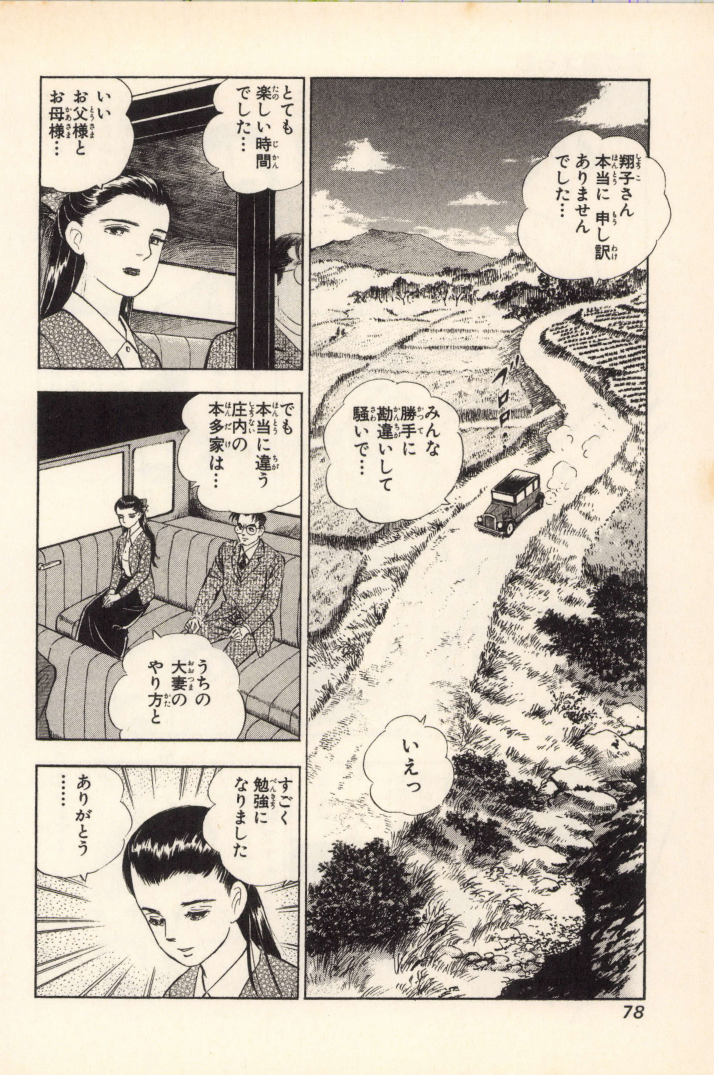 翔子さん
本当に申し訳
ありません
でした…
みんな
勝手に
勘違いして
騒いで…
ブロロ…
いえっ
とても
楽しい時間
でした…
いい
お父様と
お母様…
でも
本当に違う
庄内の
本多家は…
うちの
大妻の
やり方と
すごく
勉強に
なりました
ありがとう
……
78